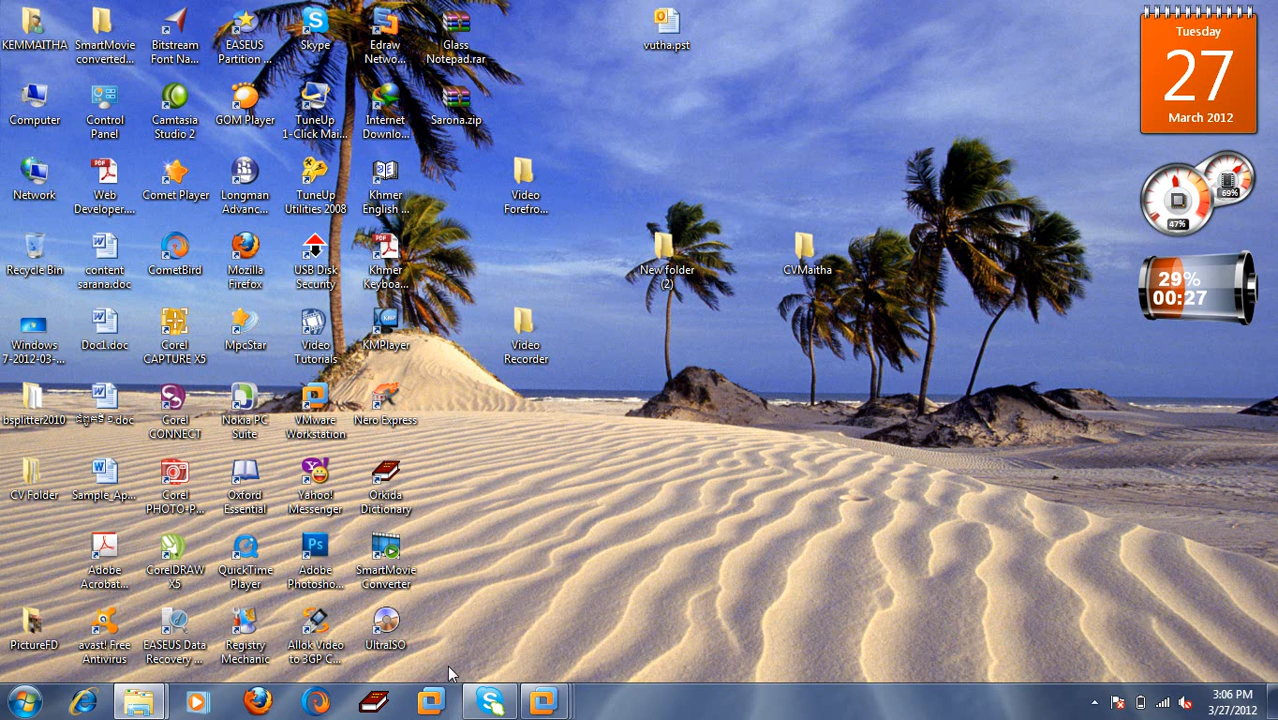 KEMMAITHA
SmartMovie
converted...
Bitstream
Font Na...
EASEUS
Partition ...
Skype
Edraw
Netwo...
Glass
Notepad.rar
vutha.pst
Computer
Control
Panel
Camtasia
Studio 2
GOM Player
TuneUp
1-Click Mai...
Internet
Downlo...
Sarona.zip
Network
Web
Developer....
Comet Player
Longman
Advanc...
TuneUp
Utilities 2008
Khmer
English ...
Video
Forefro...
Recycle Bin
content
sarana.doc
CometBird
Mozilla
Firefox
USB Disk
Security
Khmer
Keyboa...
New folder
(2)
CVMaitha
Windows
7-2012-03-...
Doc1.doc
Corel
CAPTURE X5
MpcStar
Video
Tutorials
KMPlayer
Video
Recorder
bsplitter2010
.doc
Corel
CONNECT
Nokia PC
Suite
VMware
Workstation
Nero Express
CV Folder
Sample_Ap...
Corel
PHOTO-P...
Oxford
Essential
Yahoo!
Messenger
Orkida
Dictionary
Adobe
Acrobat...
CorelDRAW
X5
QuickTime
Player
Adobe
Photosho...
SmartMovie
Converter
PictureFD
avast! Free
Antivirus
EASEUS Data
Recovery ...
Registry
Mechanic
Allok Video
to 3GP C...
UltraISO
Tuesday
27
March 2012
69%
47%
29%
00:27
3:06 PM
3/27/2012